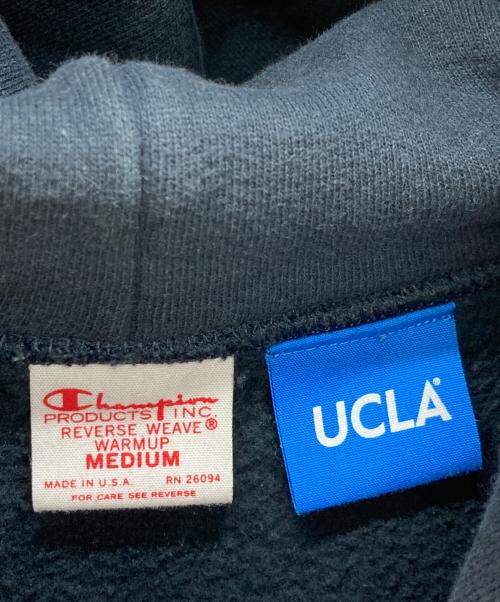 Champion
PRODUCTS INC.
REVERSE WEAVE®
WARMUP
MEDIUM
MADE IN U.S.A. RN 26094
FOR CARE SEE REVERSE
UCLA®